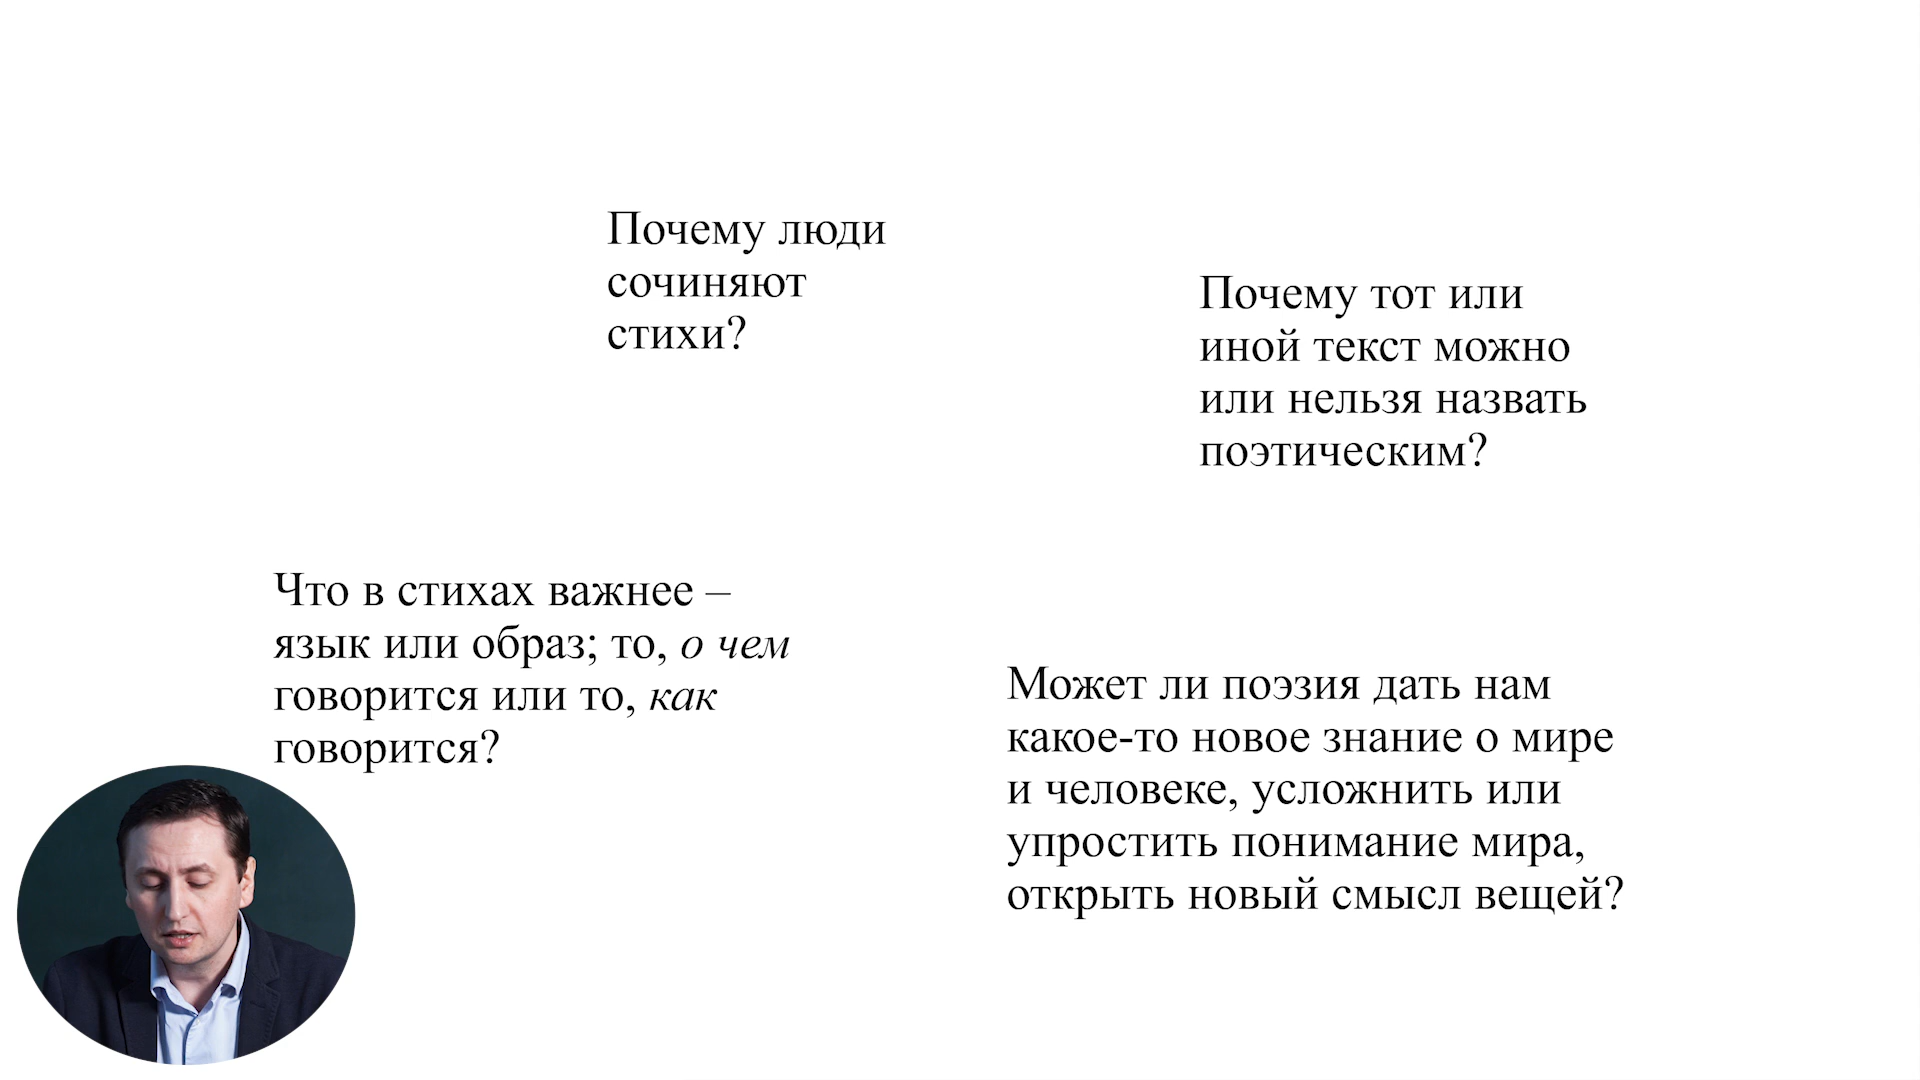 Почему люди
сочиняют
стихи?
Почему тот или
иной текст можно
или нельзя назвать
поэтическим?
Что в стихах важнее –
язык или образ; то, о чем
говорится или то, как
говорится?
Может ли поэзия дать нам
какое-то новое знание о мире
и человеке, усложнить или
упростить понимание мира,
открыть новый смысл вещей?